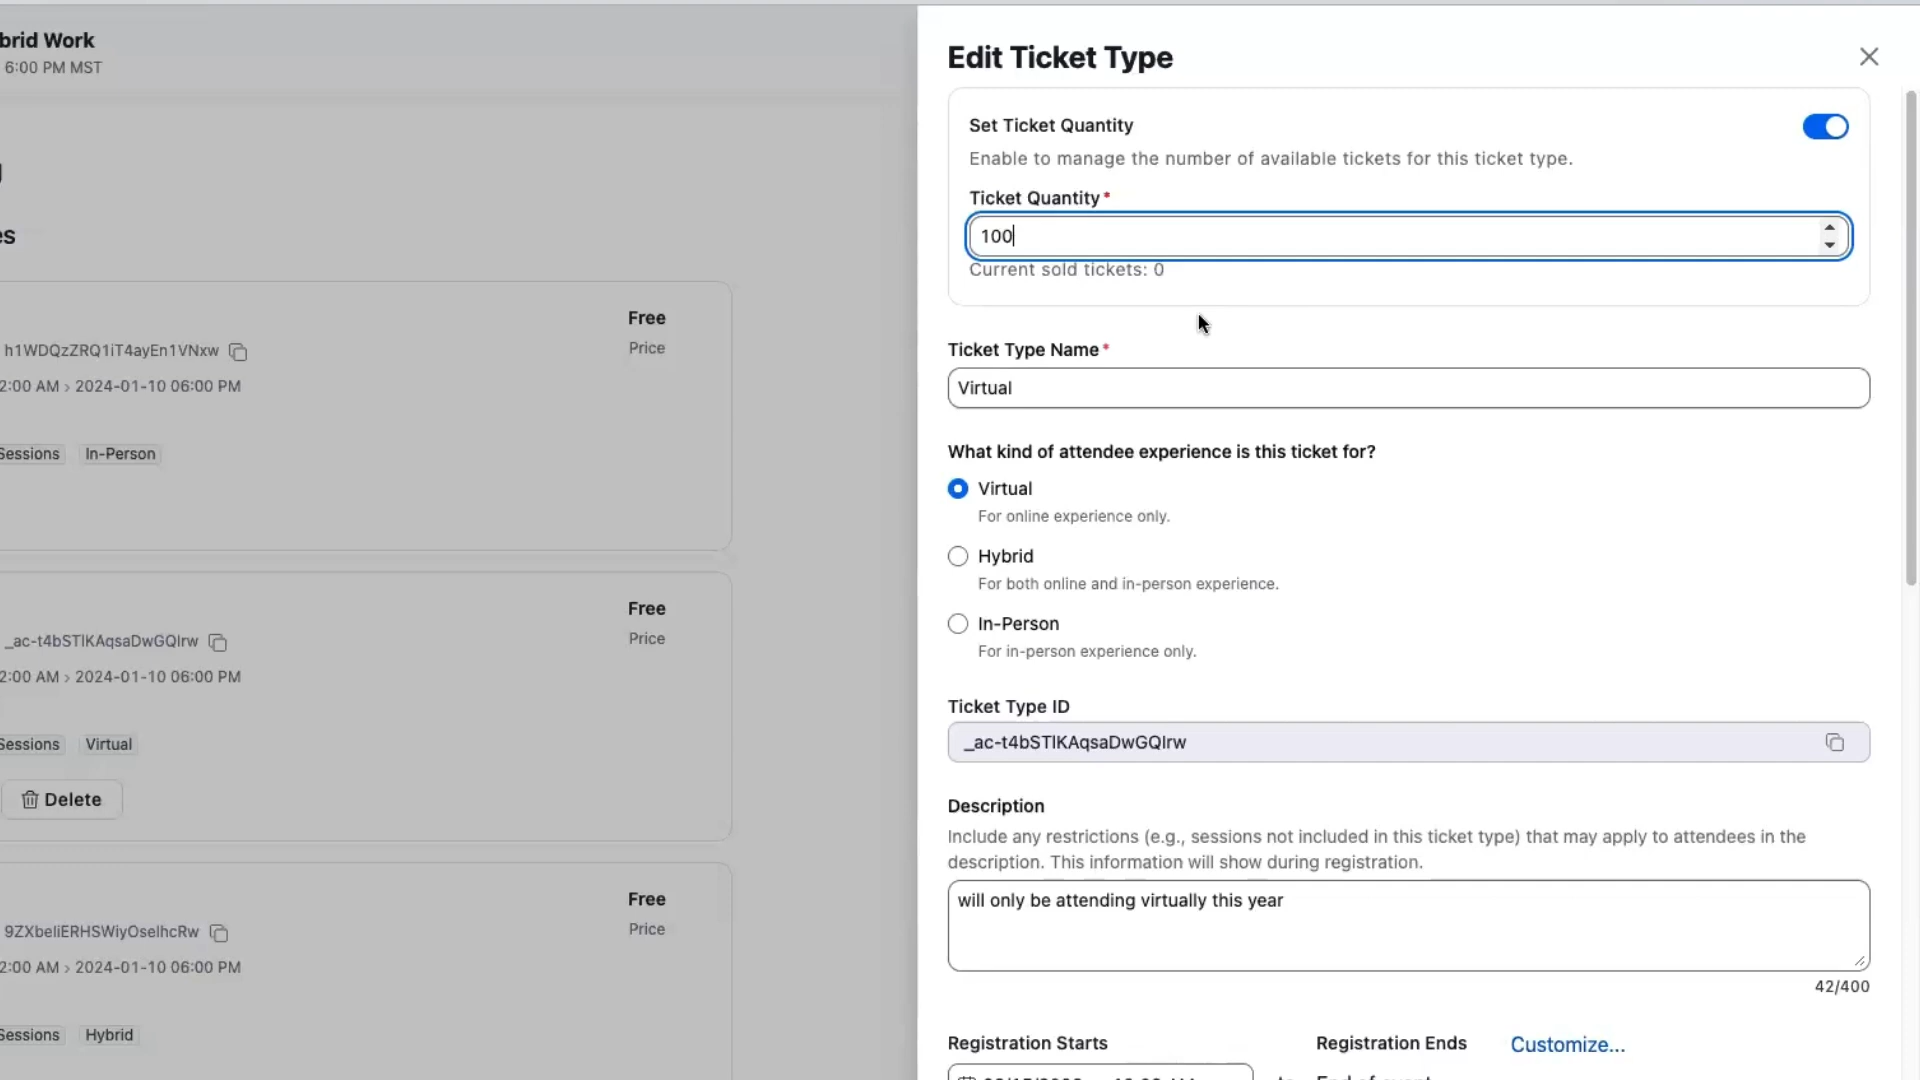 brid Work
6:00 PM MST
es
Free
h1WDQzZRQ1iT4ayEn1VNxw
Price
2:00 AM > 2024-01-10 06:00 PM
Sessions In-Person
Free
_ac-t4bSTlKAqsaDwGQlrw
Price
2:00 AM > 2024-01-10 06:00 PM
Sessions Virtual
Delete
Free
9ZXbeliERHSWiyOselhcRw
Price
2:00 AM > 2024-01-10 06:00 PM
Sessions Hybrid
Edit Ticket Type
Set Ticket Quantity
Enable to manage the number of available tickets for this ticket type.
Ticket Quantity*
100
Current sold tickets: 0
Ticket Type Name*
Virtual
What kind of attendee experience is this ticket for?
Virtual
For online experience only.
Hybrid
For both online and in-person experience.
In-Person
For in-person experience only.
Ticket Type ID
_ac-t4bSTlKAqsaDwGQlrw
Description
Include any restrictions (e.g., sessions not included in this ticket type) that may apply to attendees in the
description. This information will show during registration.
will only be attending virtually this year
42/400
Registration Starts Registration Ends Customize...